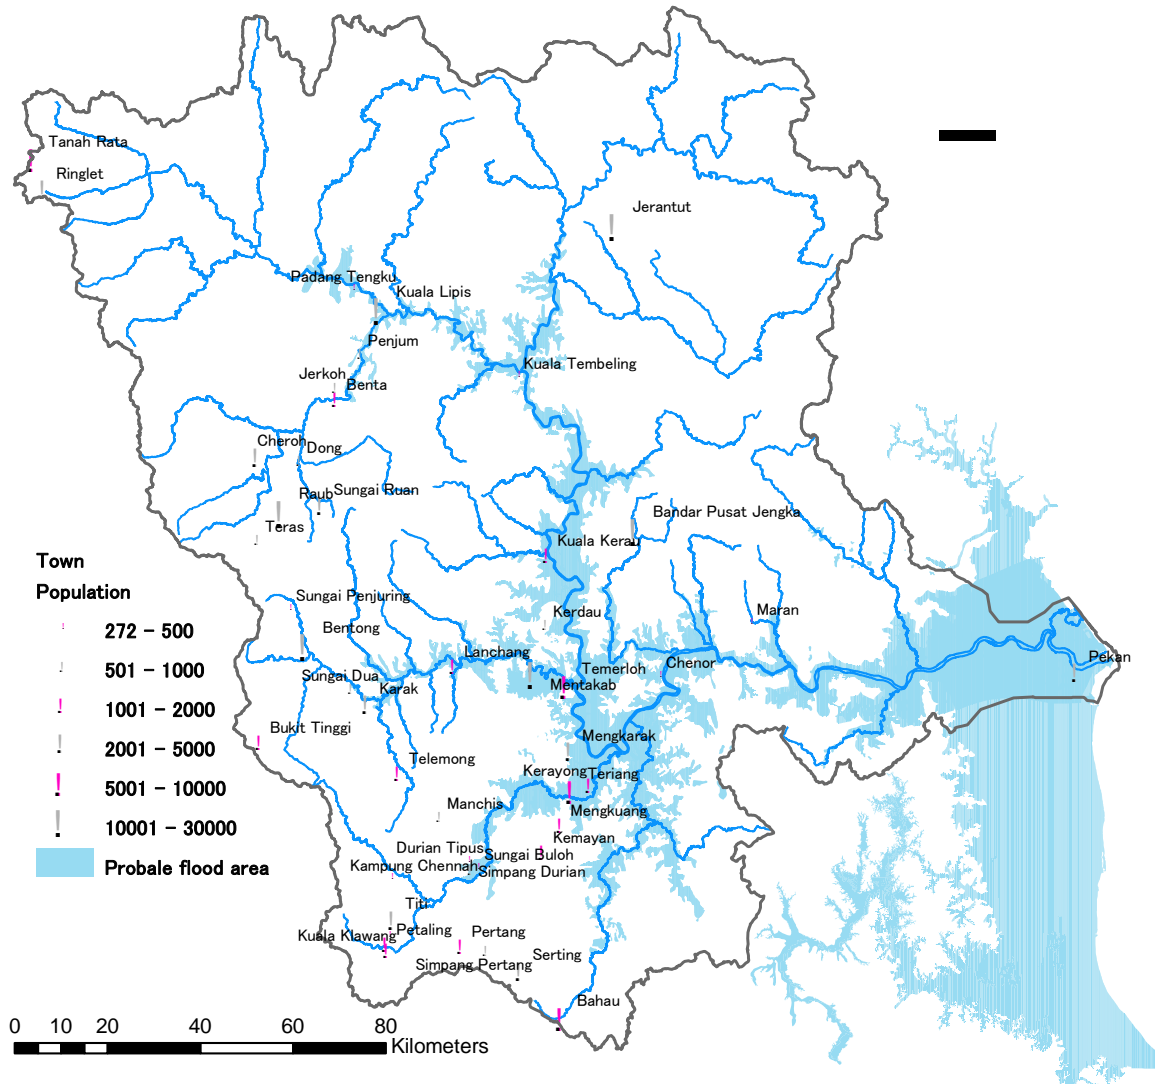 Tanah Rata
Ringlet
Jerantut
Padang Tengku
Kuala Lipis
Penjum
Kuala Tembeling
Jerkoh
Benta
Cheroh
Dong
Raub
Sungai Ruan
Teras
Bandar Pusat Jengka
Kuala Kerau
Sungai Penjuring
Kerdau
Maran
Bentong
Lanchang
Pekan
Chenor
Temerloh
Sungai Dua
Karak
Mentakab
Bukit Tinggi
Mengkarak
Telemong
Kerayong
Teriang
Manchis
Mengkuang
Kemayan
Durian Tipus
Sungai Buloh
Kampung Chennah
Simpang Durian
Titi
Petaling
Pertang
Kuala Klawang
Serting
Simpang Pertang
Bahau
Town
Population
272 - 500
501 - 1000
1001 - 2000
2001 - 5000
5001 - 10000
10001 - 30000
Probale flood area
0 10 20 40 60 80
Kilometers